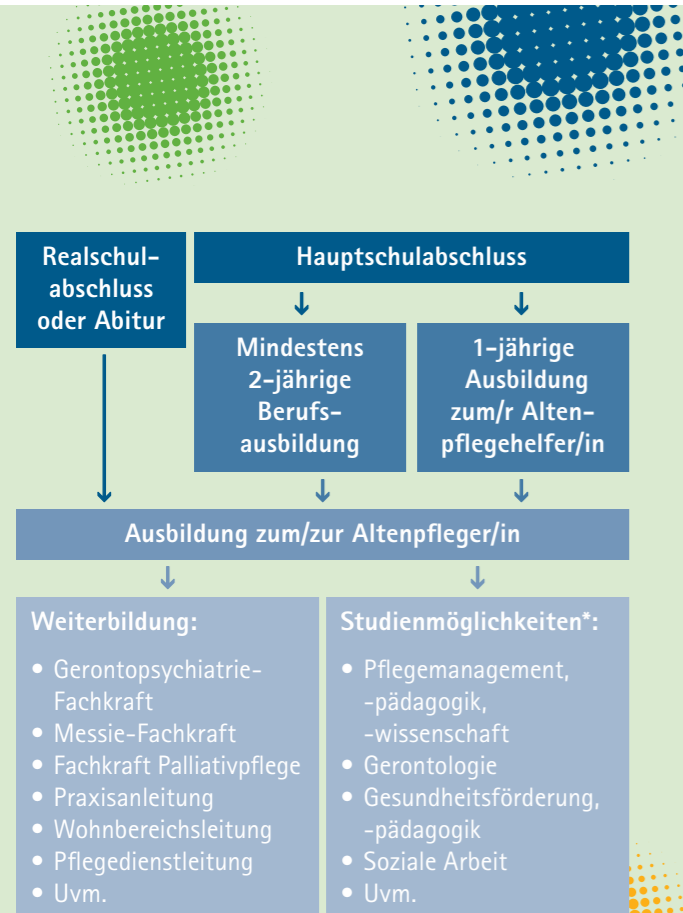 Realschul-
abschluss
oder Abitur
Hauptschulabschluss
Mindestens
2-jährige
Berufs-
ausbildung
1-jährige
Ausbildung
zum/r Alten-
pflegehelfer/in
Ausbildung zum/zur Altenpfleger/in
Weiterbildung:
• Gerontopsychiatrie-
Fachkraft
• Messie-Fachkraft
• Fachkraft Palliativpflege
• Praxisanleitung
• Wohnbereichsleitung
• Pflegedienstleitung
• Uvm.
Studienmöglichkeiten*:
• Pflegemanagement,
-pädagogik,
-wissenschaft
• Gerontologie
• Gesundheitsförderung,
-pädagogik
• Soziale Arbeit
• Uvm.